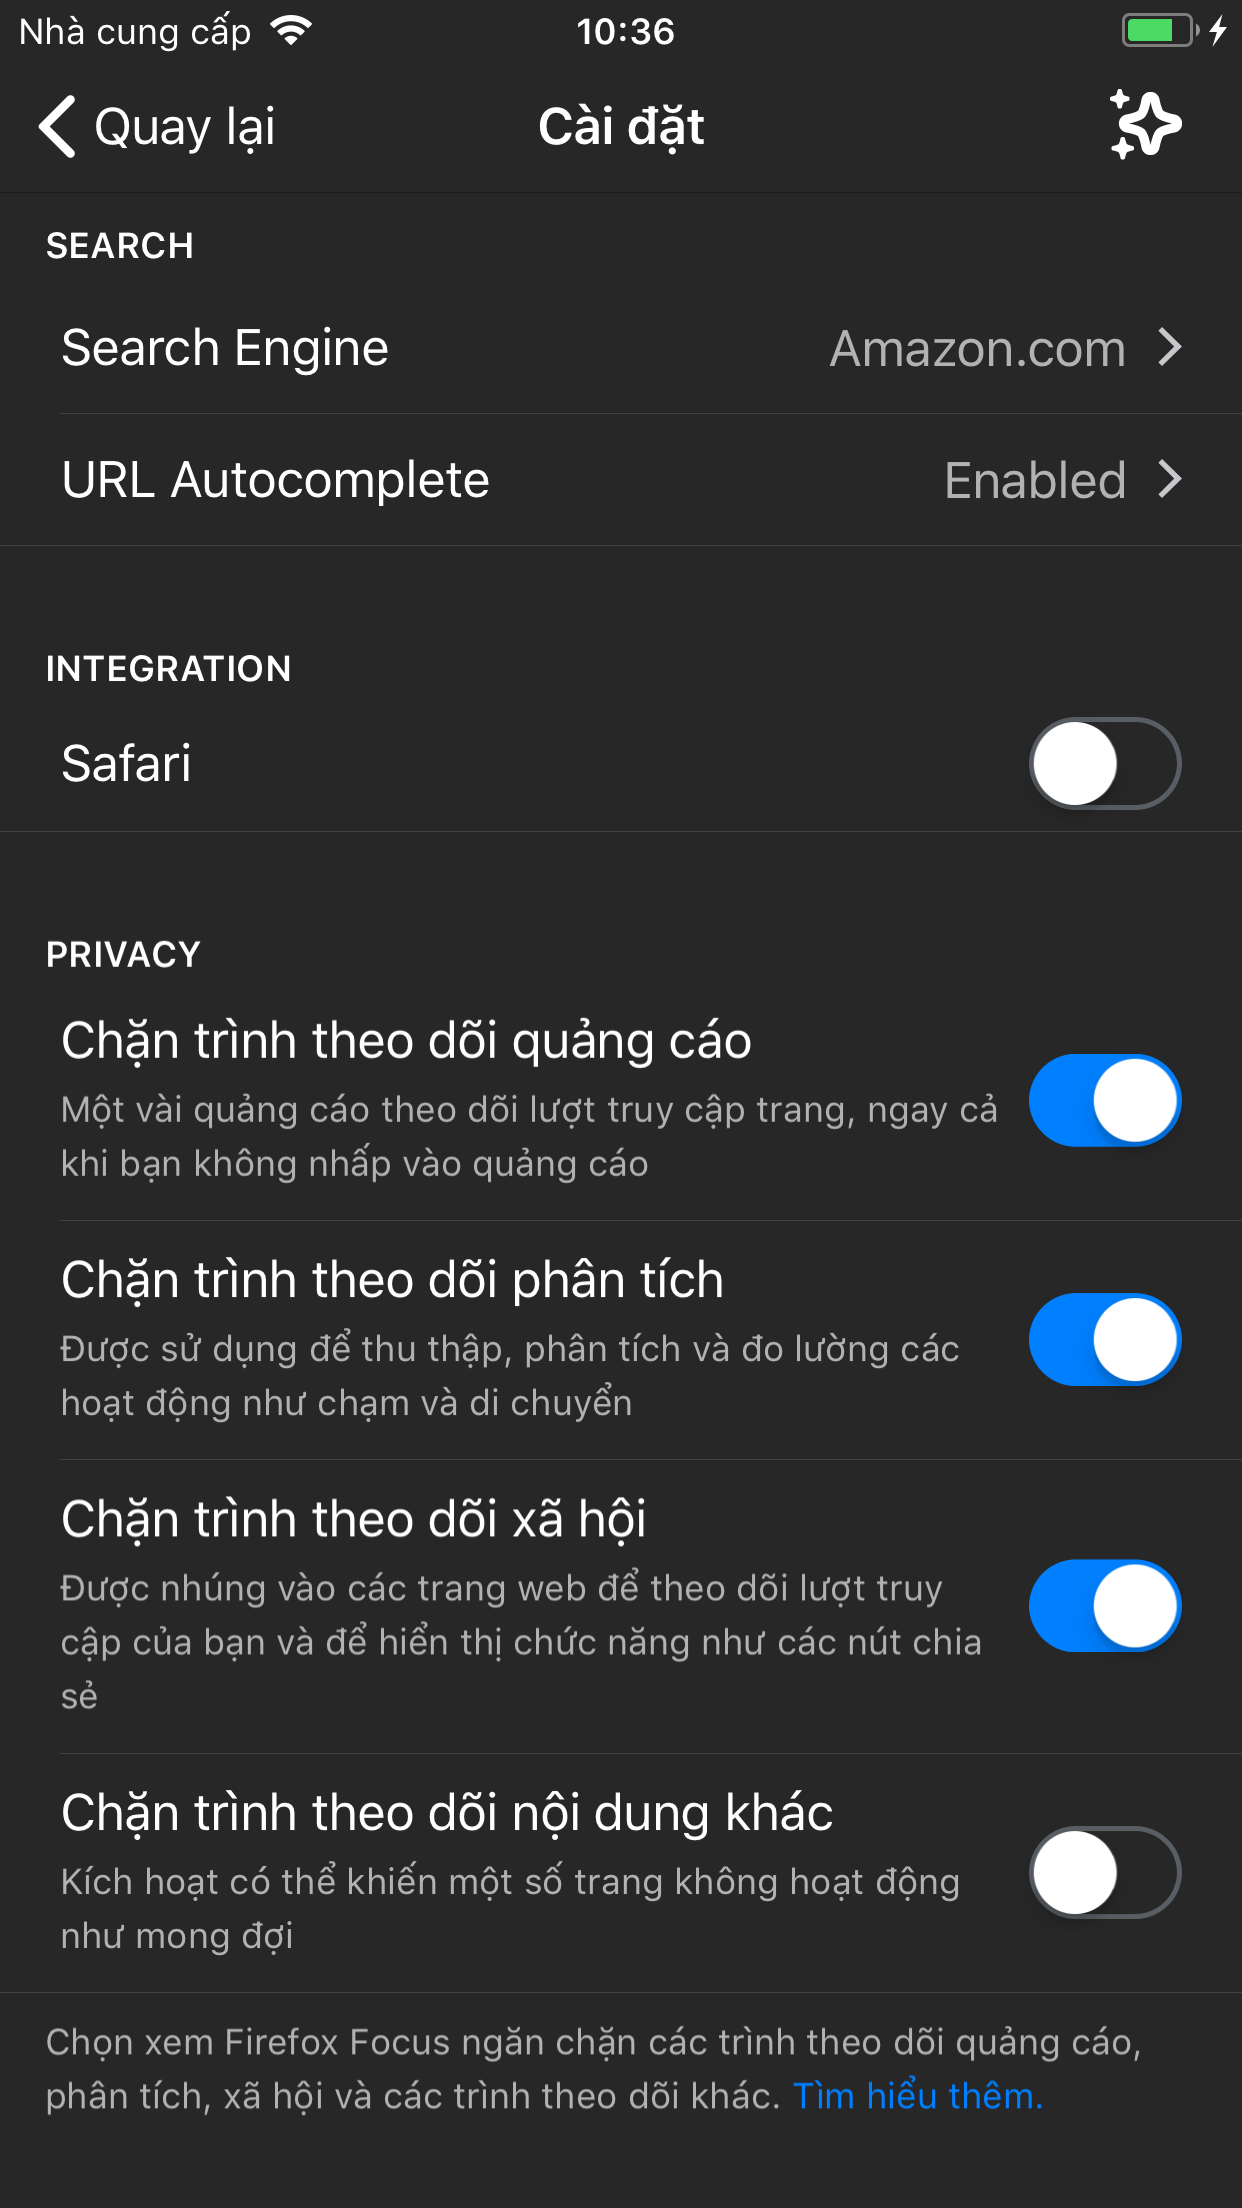 Nhà cung cấp
10:36
Quay lại
Cài đặt
SEARCH
Search Engine
Amazon.com
URL Autocomplete
Enabled
INTEGRATION
Safari
PRIVACY
Chặn trình theo dõi quảng cáo
Một vài quảng cáo theo dõi lượt truy cập trang, ngay cả
khi bạn không nhấp vào quảng cáo
Chặn trình theo dõi phân tích
Được sử dụng để thu thập, phân tích và đo lường các
hoạt động như chạm và di chuyển
Chặn trình theo dõi xã hội
Được nhúng vào các trang web để theo dõi lượt truy
cập của bạn và để hiển thị chức năng như các nút chia
sẻ
Chặn trình theo dõi nội dung khác
Kích hoạt có thể khiến một số trang không hoạt động
như mong đợi
Chọn xem Firefox Focus ngăn chặn các trình theo dõi quảng cáo,
phân tích, xã hội và các trình theo dõi khác. Tìm hiểu thêm.